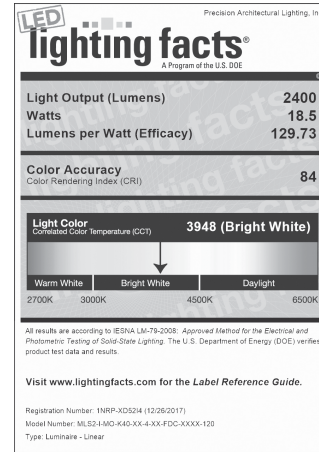 Precision Architectural Lighting, In
LED
lighting facts®
A Program of the U.S. DOE
Light Output (Lumens) 2400
Watts 18.5
Lumens per Watt (Efficacy) 129.73
Color Accuracy
Color Rendering Index (CRI) 84
Light Color
Correlated Color Temperature (CCT) 3948 (Bright White)
Warm White Bright White Daylight
2700K 3000K 4500K 6500K
All results are according to IESNA LM-79-2008: Approved Method for the Electrical and
Photometric Testing of Solid-State Lighting. The U.S. Department of Energy (DOE) verifies
product test data and results.
Visit www.lightingfacts.com for the Label Reference Guide.
Registration Number: 1NRP-XD52I4 (12/26/2017)
Model Number: MLS2-I-MO-K40-XX-4-XX-FDC-XXXX-120
Type: Luminaire - Linear